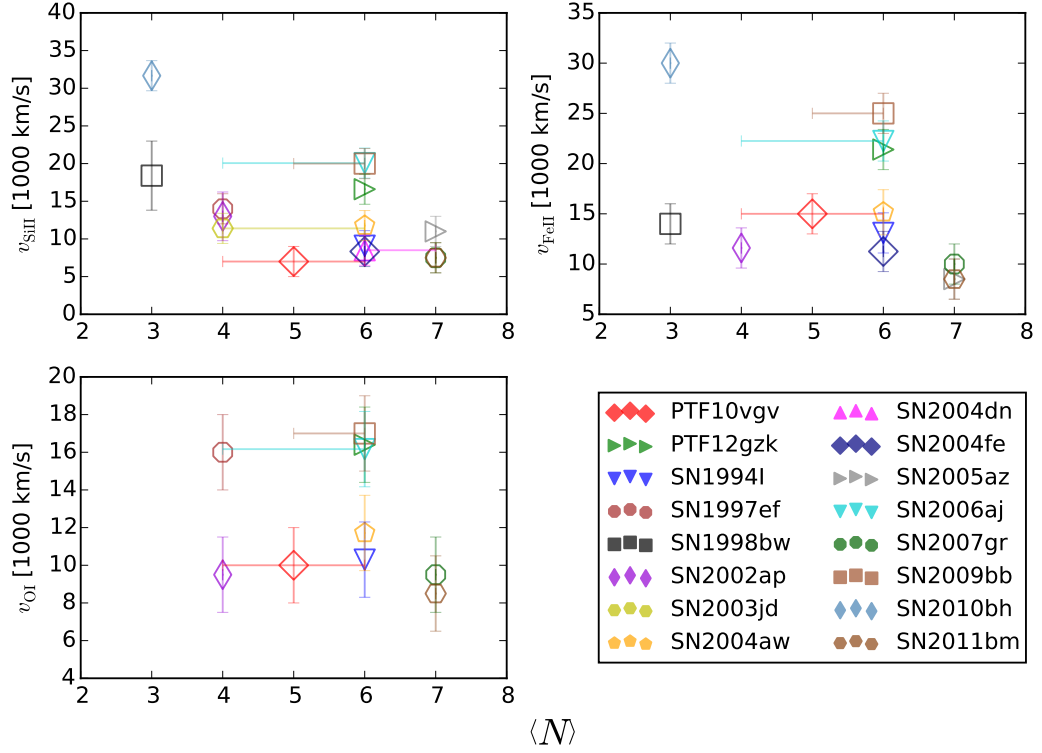 40
35
30
25
20
15
10
5
0
2 3 4 5 6 7 8
v_SiII [1000 km/s]
35
30
25
20
15
10
5
2 3 4 5 6 7 8
v_FeII [1000 km/s]
20
18
16
14
12
10
8
6
4
2 3 4 5 6 7 8
v_OI [1000 km/s]
PTF10vgv
PTF12gzk
SN1994I
SN1997ef
SN1998bw
SN2002ap
SN2003jd
SN2004aw
SN2004dn
SN2004fe
SN2005az
SN2006aj
SN2007gr
SN2009bb
SN2010bh
SN2011bm
⟨N⟩